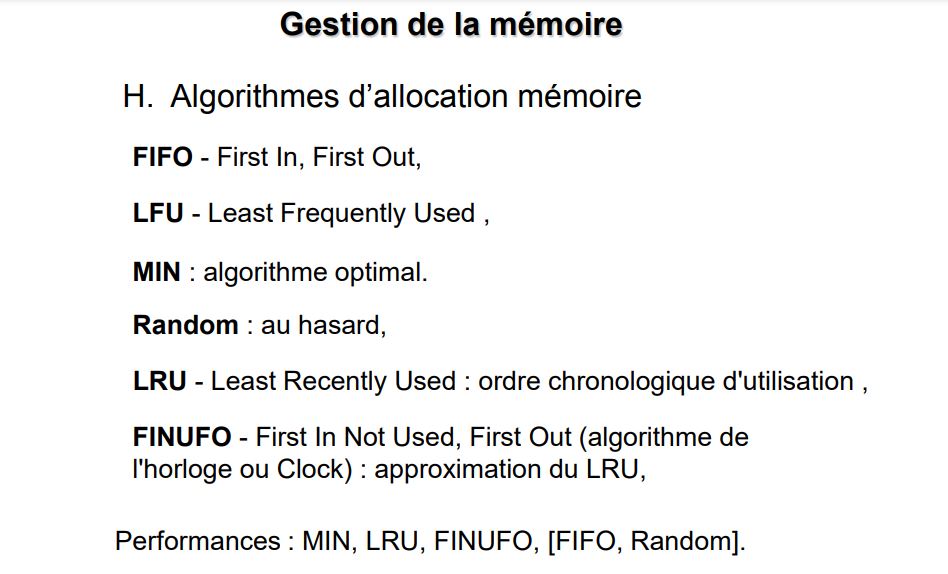 Gestion de la mémoire
H. Algorithmes d’allocation mémoire
FIFO - First In, First Out,
LFU - Least Frequently Used ,
MIN : algorithme optimal.
Random : au hasard,
LRU - Least Recently Used : ordre chronologique d'utilisation ,
FINUFO - First In Not Used, First Out (algorithme de
l'horloge ou Clock) : approximation du LRU,
Performances : MIN, LRU, FINUFO, [FIFO, Random].